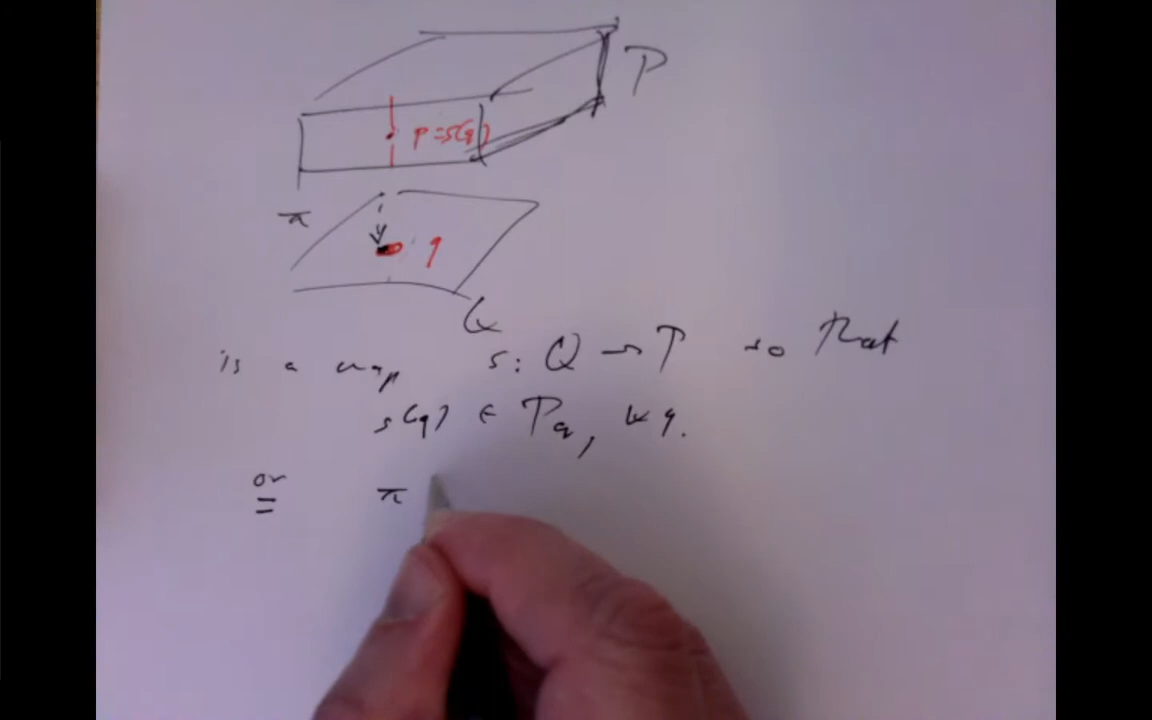 P
p = s(q)
π
q
Q
is a map s: Q → P so that
s(q) ∈ P_q, ∀ q.
or π